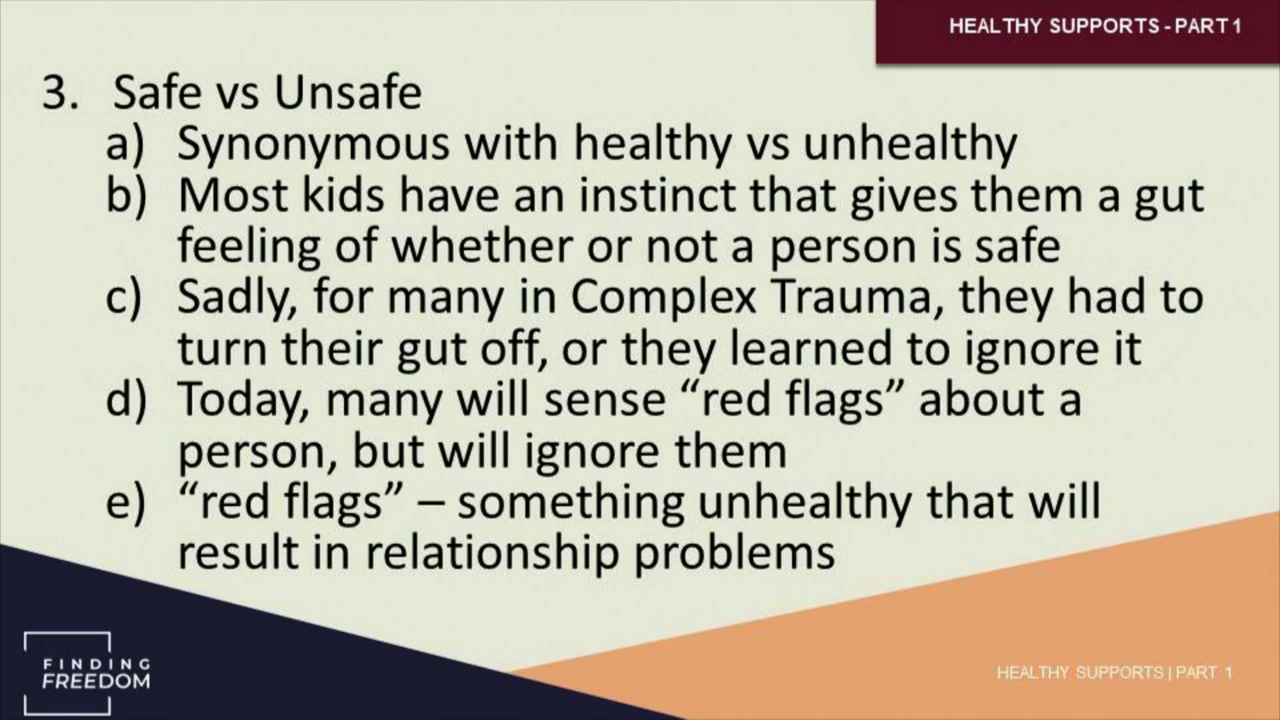 HEALTHY SUPPORTS - PART 1
3. Safe vs Unsafe
a) Synonymous with healthy vs unhealthy
b) Most kids have an instinct that gives them a gut
feeling of whether or not a person is safe
c) Sadly, for many in Complex Trauma, they had to
turn their gut off, or they learned to ignore it
d) Today, many will sense “red flags” about a
person, but will ignore them
e) “red flags” – something unhealthy that will
result in relationship problems
FINDING
FREEDOM
HEALTHY SUPPORTS | PART 1